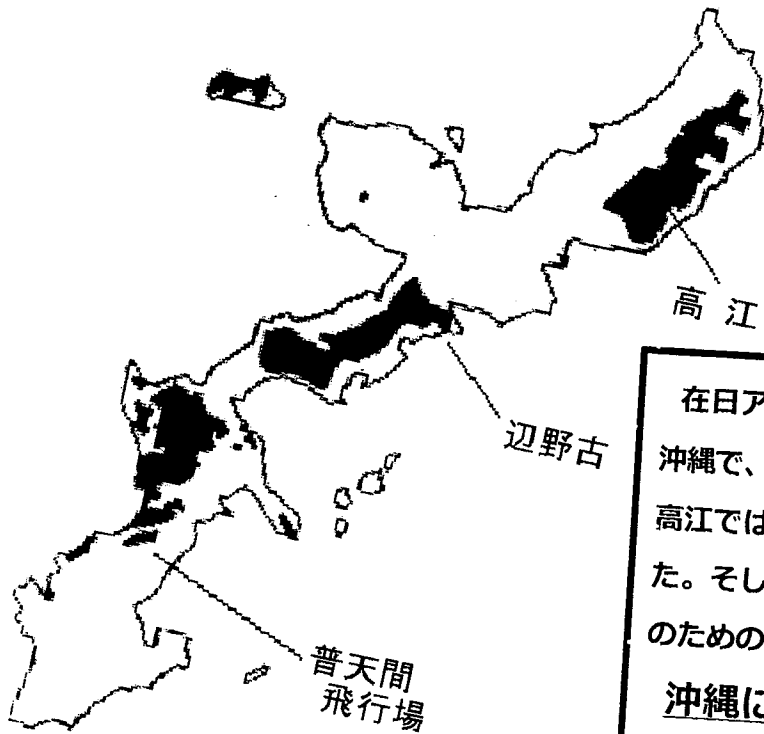 高江
辺野古
普天間
飛行場
在日ア
沖縄で、
高江では
た。そし
のための
沖縄に